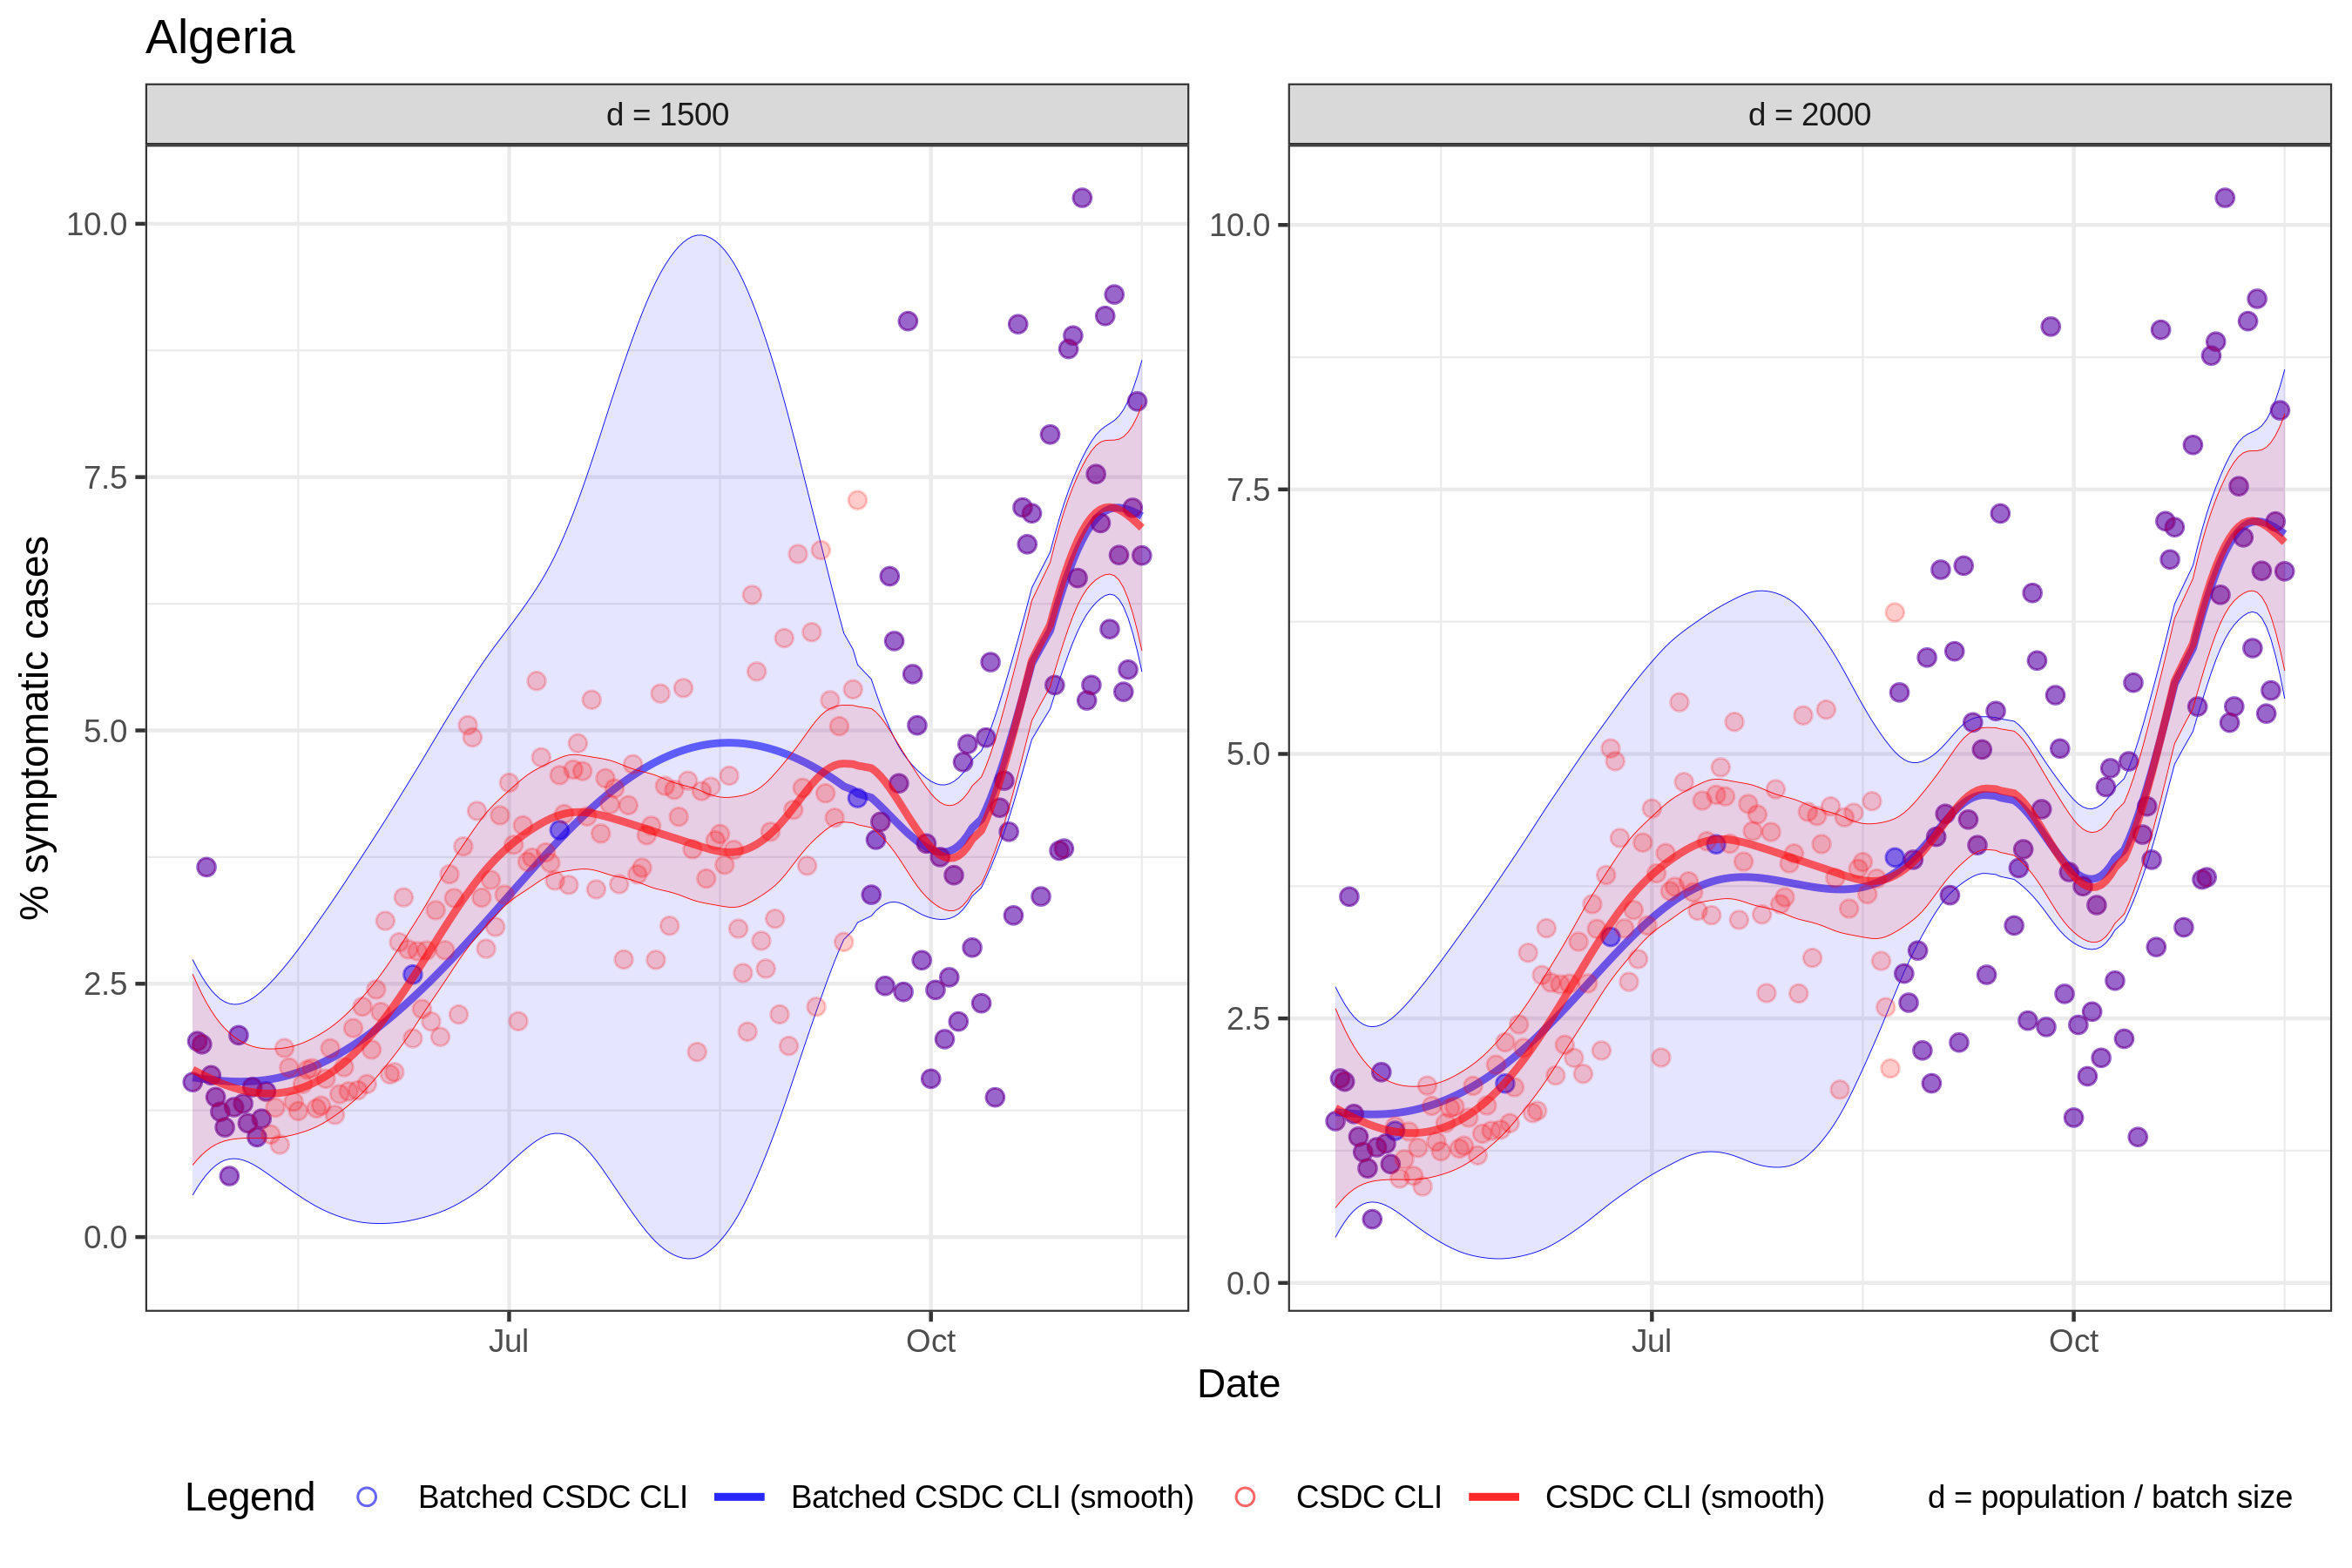 Algeria
d = 1500
d = 2000
% symptomatic cases
10.0
7.5
5.0
2.5
0.0
10.0
7.5
5.0
2.5
0.0
Jul
Oct
Jul
Oct
Date
Legend
Batched CSDC CLI
Batched CSDC CLI (smooth)
CSDC CLI
CSDC CLI (smooth)
d = population / batch size